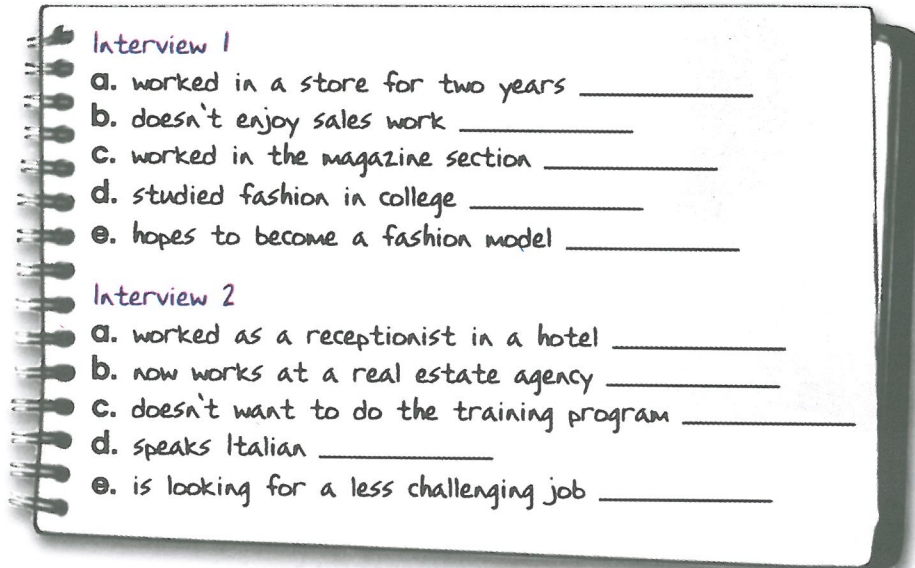 Interview 1
a. worked in a store for two years
b. doesn't enjoy sales work
c. worked in the magazine section
d. studied fashion in college
e. hopes to become a fashion model
Interview 2
a. worked as a receptionist in a hotel
b. now works at a real estate agency
c. doesn't want to do the training program
d. speaks Italian
e. is looking for a less challenging job